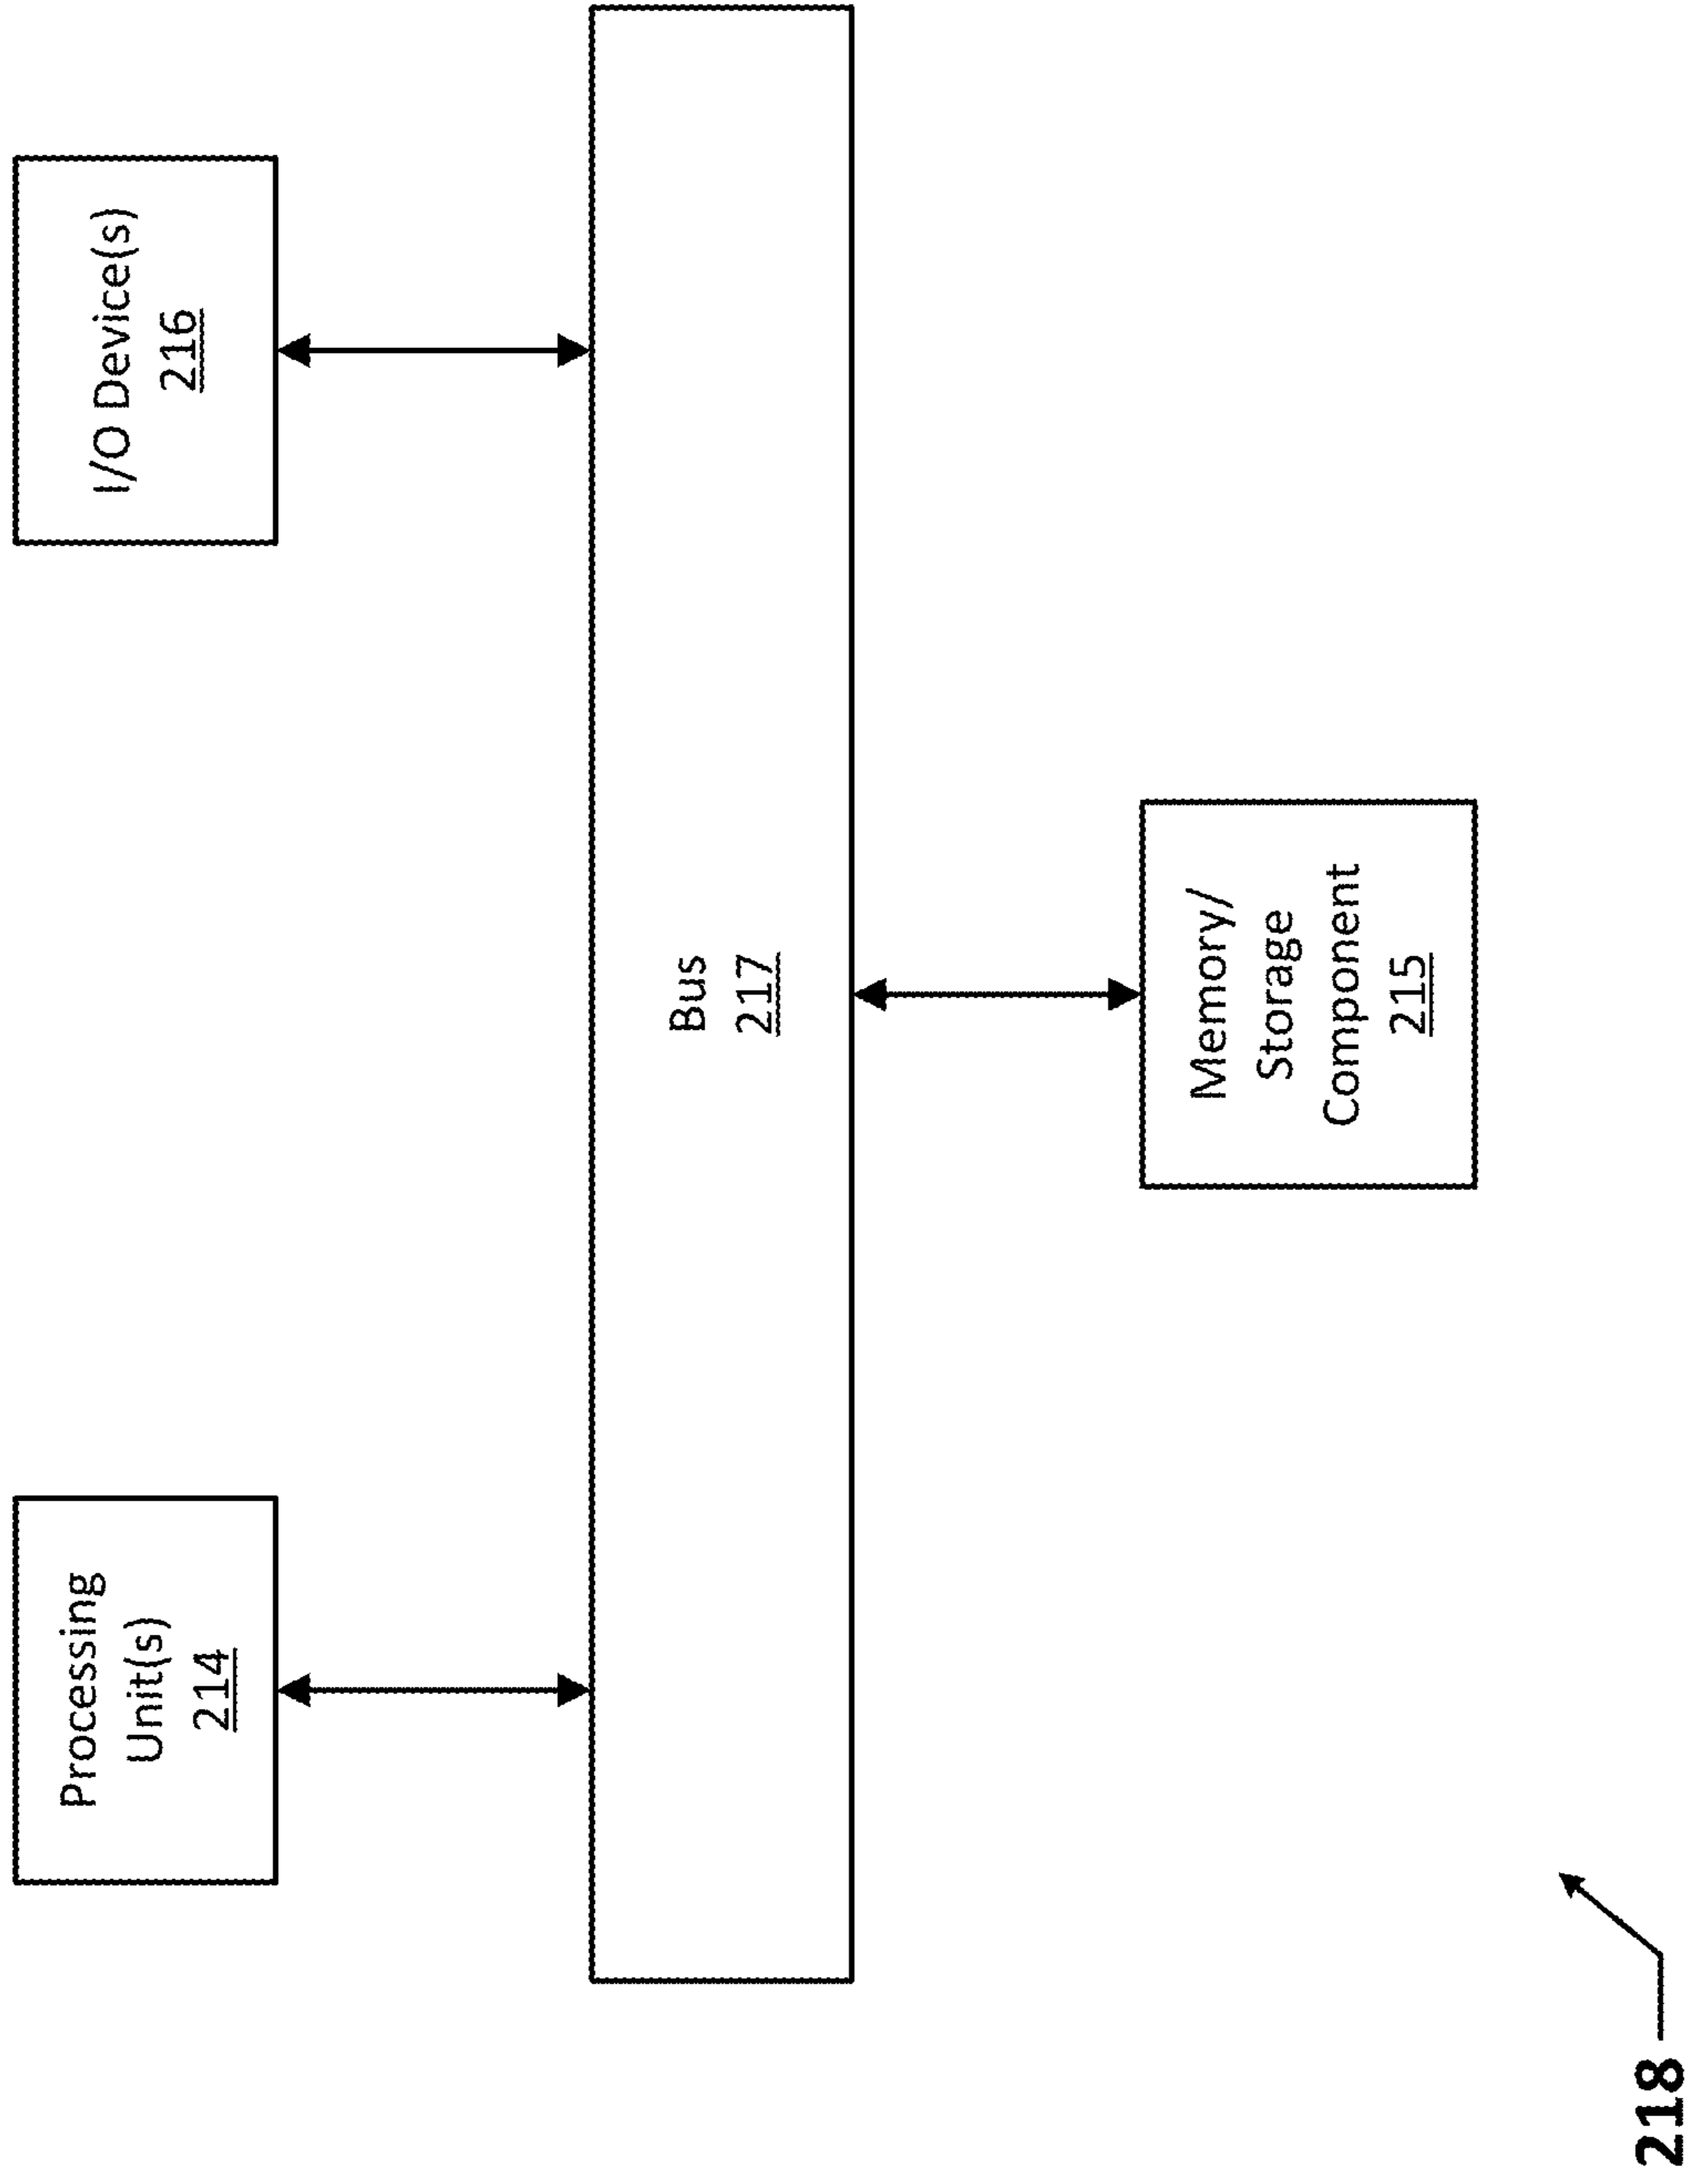 Processing
Unit(s)
214
I/O Device(s)
216
Bus
217
Memory/
Storage
Component
215
218